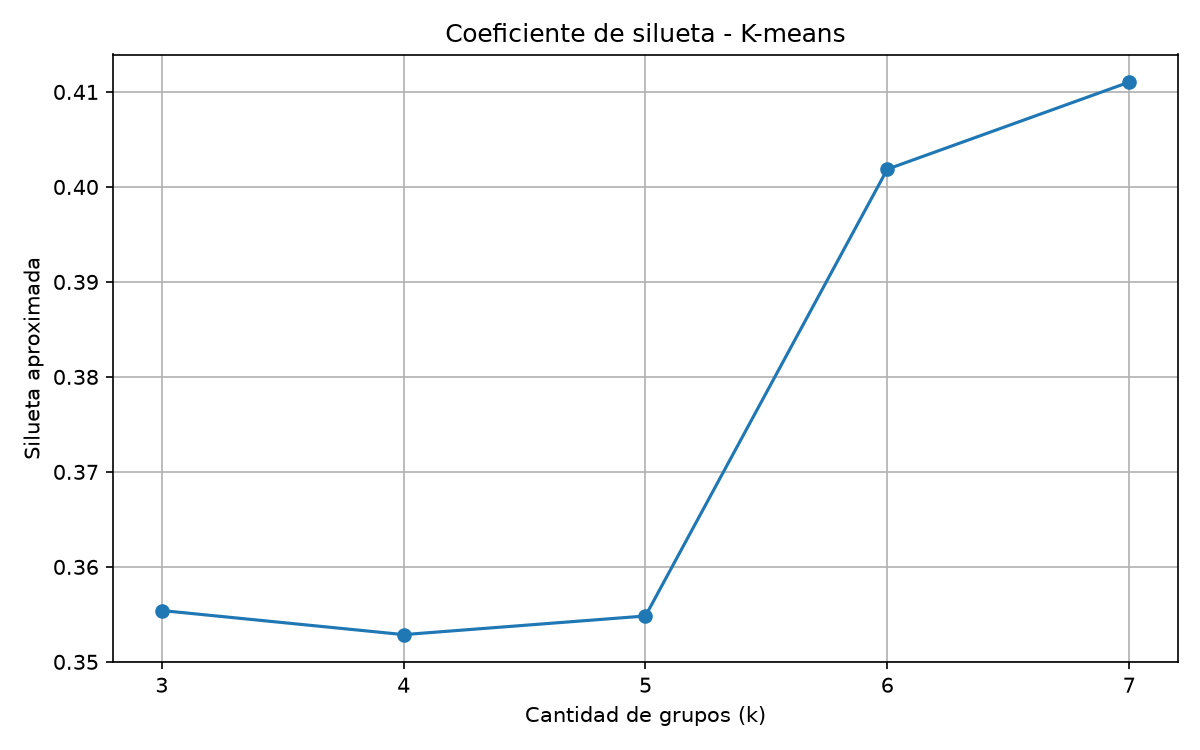 Coeficiente de silueta - K-means
Silueta aproximada
0.41
0.40
0.39
0.38
0.37
0.36
0.35
3 4 5 6 7
Cantidad de grupos (k)